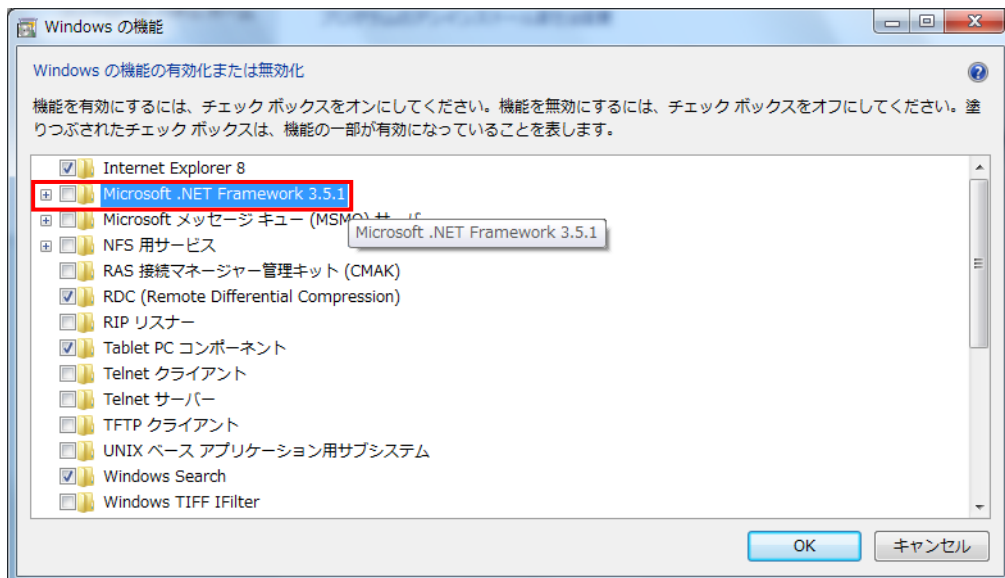 Windows の機能
Windows の機能の有効化または無効化
機能を有効にするには、チェック ボックスをオンにしてください。機能を無効にするには、チェック ボックスをオフにしてください。塗
りつぶされたチェック ボックスは、機能の一部が有効になっていることを表します。
Internet Explorer 8
Microsoft .NET Framework 3.5.1
Microsoft メッセージ キュー (MSMQ)
Microsoft .NET Framework 3.5.1
NFS 用サービス
RAS 接続マネージャー管理キット (CMAK)
RDC (Remote Differential Compression)
RIP リスナー
Tablet PC コンポーネント
Telnet クライアント
Telnet サーバー
TFTP クライアント
UNIX ベース アプリケーション用サブシステム
Windows Search
Windows TIFF IFilter
OK
キャンセル